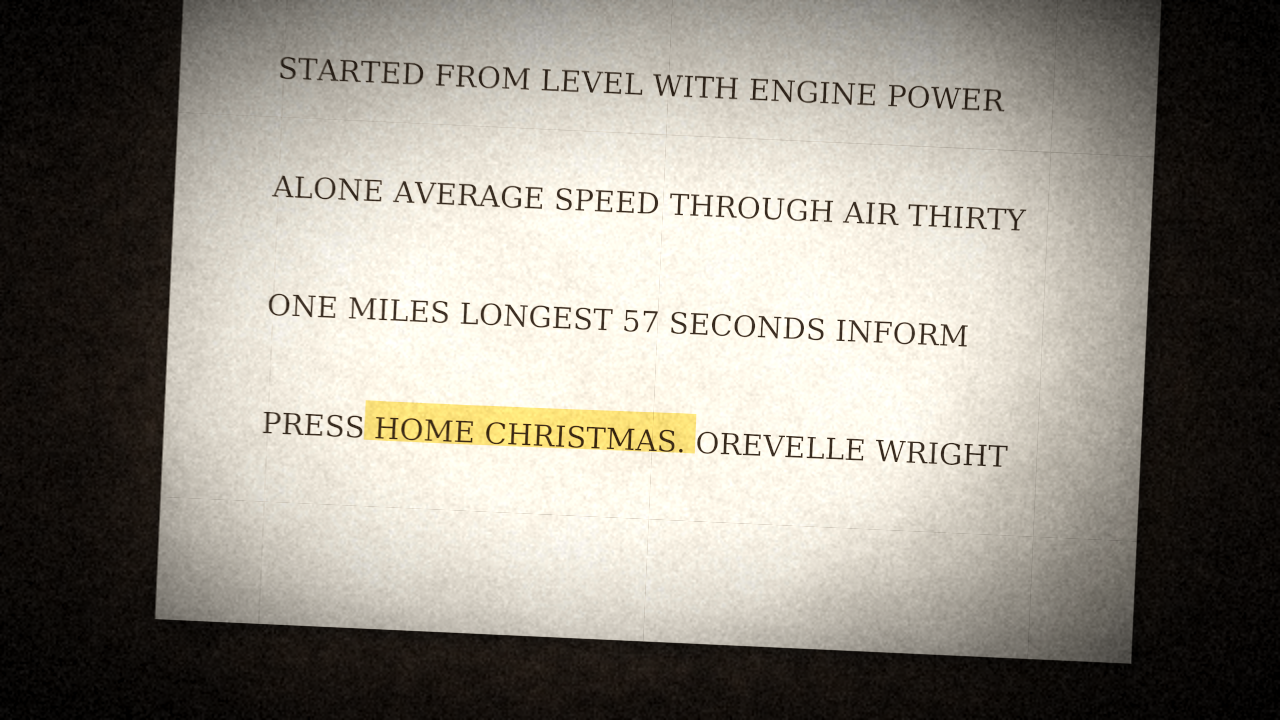 STARTED FROM LEVEL WITH ENGINE POWER
ALONE AVERAGE SPEED THROUGH AIR THIRTY
ONE MILES LONGEST 57 SECONDS INFORM
PRESS HOME CHRISTMAS. OREVELLE WRIGHT